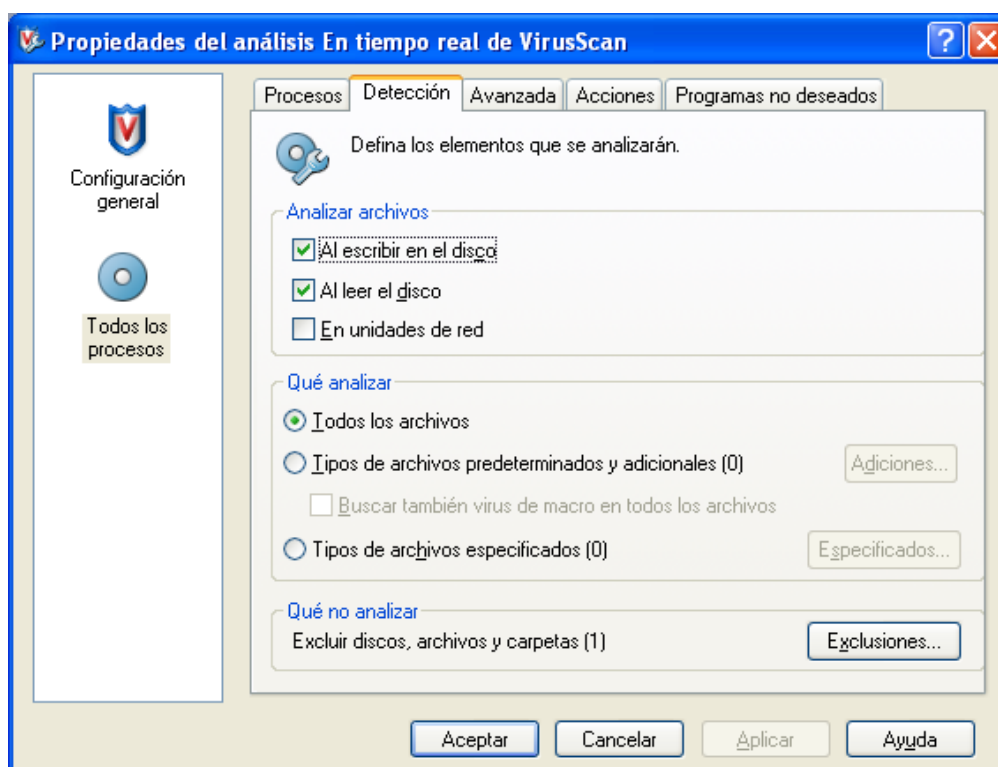 Propiedades del análisis En tiempo real de VirusScan
Configuración
general
Todos los
procesos
Procesos
Detección
Avanzada
Acciones
Programas no deseados
Defina los elementos que se analizarán.
Analizar archivos
Al escribir en el disco
Al leer el disco
En unidades de red
Qué analizar
Todos los archivos
Tipos de archivos predeterminados y adicionales (0)
Adiciones...
Buscar también virus de macro en todos los archivos
Tipos de archivos especificados (0)
Especificados...
Qué no analizar
Excluir discos, archivos y carpetas (1)
Exclusiones...
Aceptar
Cancelar
Aplicar
Ayuda